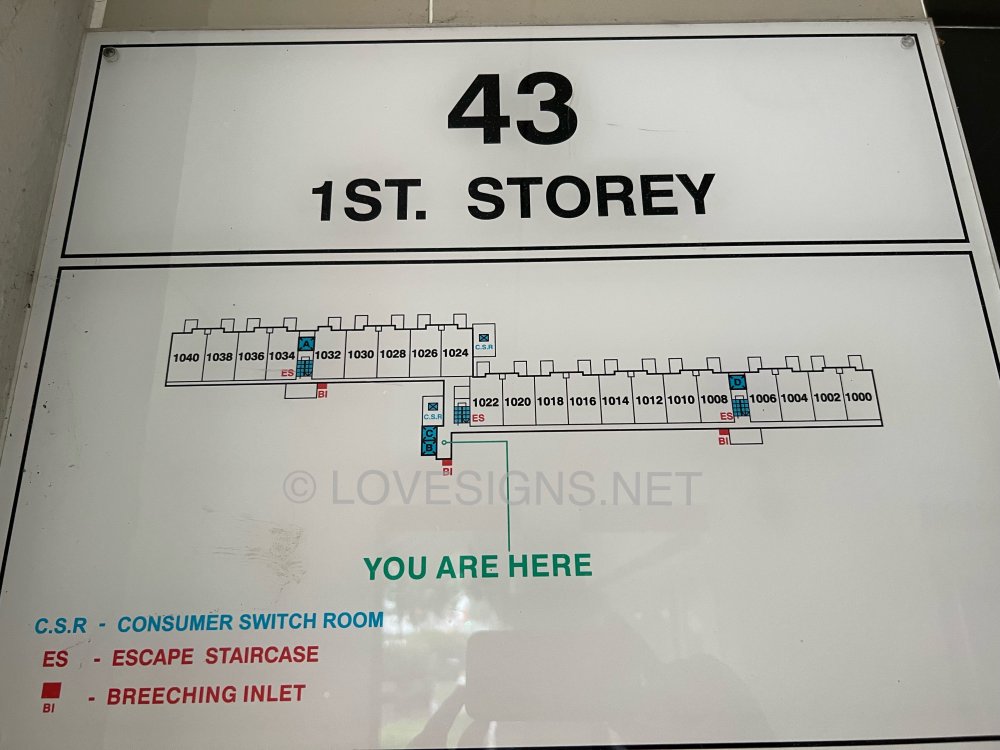 43
1ST. STOREY
1040 1038 1036 1034 A 1032 1030 1028 1026 1024 C.S.R
ES
BI
C.S.R 1022 1020 1018 1016 1014 1012 1010 1008 D 1006 1004 1002 1000
ES ES
C
B
BI BI
© LOVESIGNS.NET
YOU ARE HERE
C.S.R - CONSUMER SWITCH ROOM
ES - ESCAPE STAIRCASE
BI - BREECHING INLET